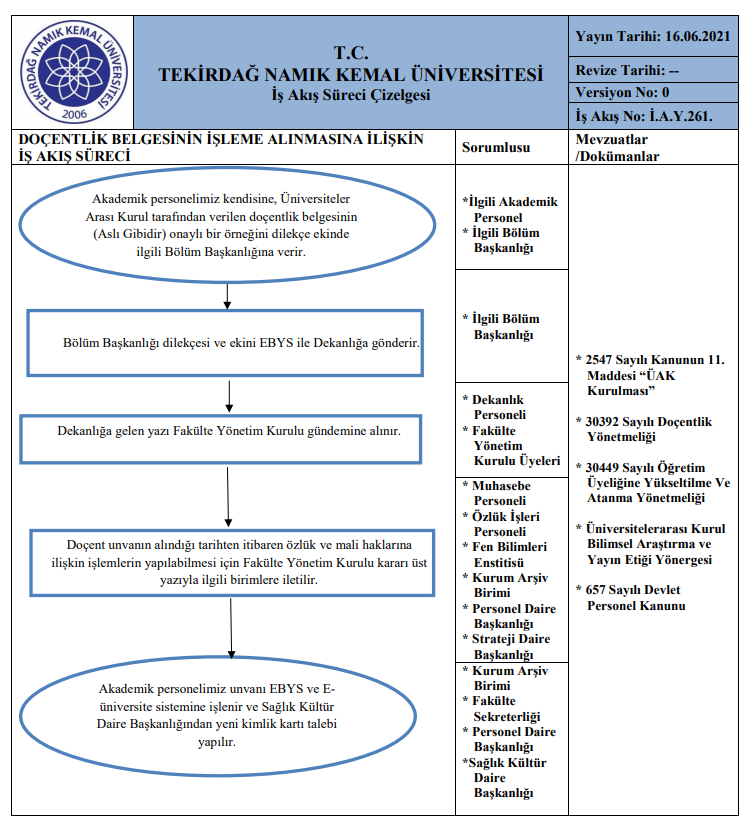 TEKİRDAĞ NAMIK KEMAL ÜNİVERSİTESİ
2006
T.C.
TEKİRDAĞ NAMIK KEMAL ÜNİVERSİTESİ
İş Akış Süreci Çizelgesi
Yayın Tarihi: 16.06.2021
Revize Tarihi: --
Versiyon No: 0
İş Akış No: İ.A.Y.261.
DOÇENTLİK BELGESİNİN İŞLEME ALINMASINA İLİŞKİN
İŞ AKIŞ SÜRECİ
Sorumlusu
Mevzuatlar
/Dokümanlar
Akademik personelimiz kendisine, Üniversiteler
Arası Kurul tarafından verilen doçentlik belgesinin
(Aslı Gibidir) onaylı bir örneğini dilekçe ekinde
ilgili Bölüm Başkanlığına verir.
*İlgili Akademik
Personel
* İlgili Bölüm
Başkanlığı
Bölüm Başkanlığı dilekçesi ve ekini EBYS ile Dekanlığa gönderir.
* İlgili Bölüm
Başkanlığı
Dekanlığa gelen yazı Fakülte Yönetim Kurulu gündemine alınır.
* Dekanlık
Personeli
* Fakülte
Yönetim
Kurulu Üyeleri
Doçent unvanın alındığı tarihten itibaren özlük ve mali haklarına
ilişkin işlemlerin yapılabilmesi için Fakülte Yönetim Kurulu kararı üst
yazıyla ilgili birimlere iletilir.
* Muhasebe
Personeli
* Özlük İşleri
Personeli
* Fen Bilimleri
Enstitüsü
* Kurum Arşiv
Birimi
* Personel Daire
Başkanlığı
* Strateji Daire
Başkanlığı
Akademik personelimiz unvanı EBYS ve E-
üniversite sistemine işlenir ve Sağlık Kültür
Daire Başkanlığından yeni kimlik kartı talebi
yapılır.
* Kurum Arşiv
Birimi
* Fakülte
Sekreterliği
* Personel Daire
Başkanlığı
*Sağlık Kültür
Daire
Başkanlığı
* 2547 Sayılı Kanunun 11.
Maddesi “ÜAK
Kurulması”
* 30392 Sayılı Doçentlik
Yönetmeliği
* 30449 Sayılı Öğretim
Üyeliğine Yükseltilme Ve
Atanma Yönetmeliği
* Üniversitelerarası Kurul
Bilimsel Araştırma ve
Yayın Etiği Yönergesi
* 657 Sayılı Devlet
Personel Kanunu